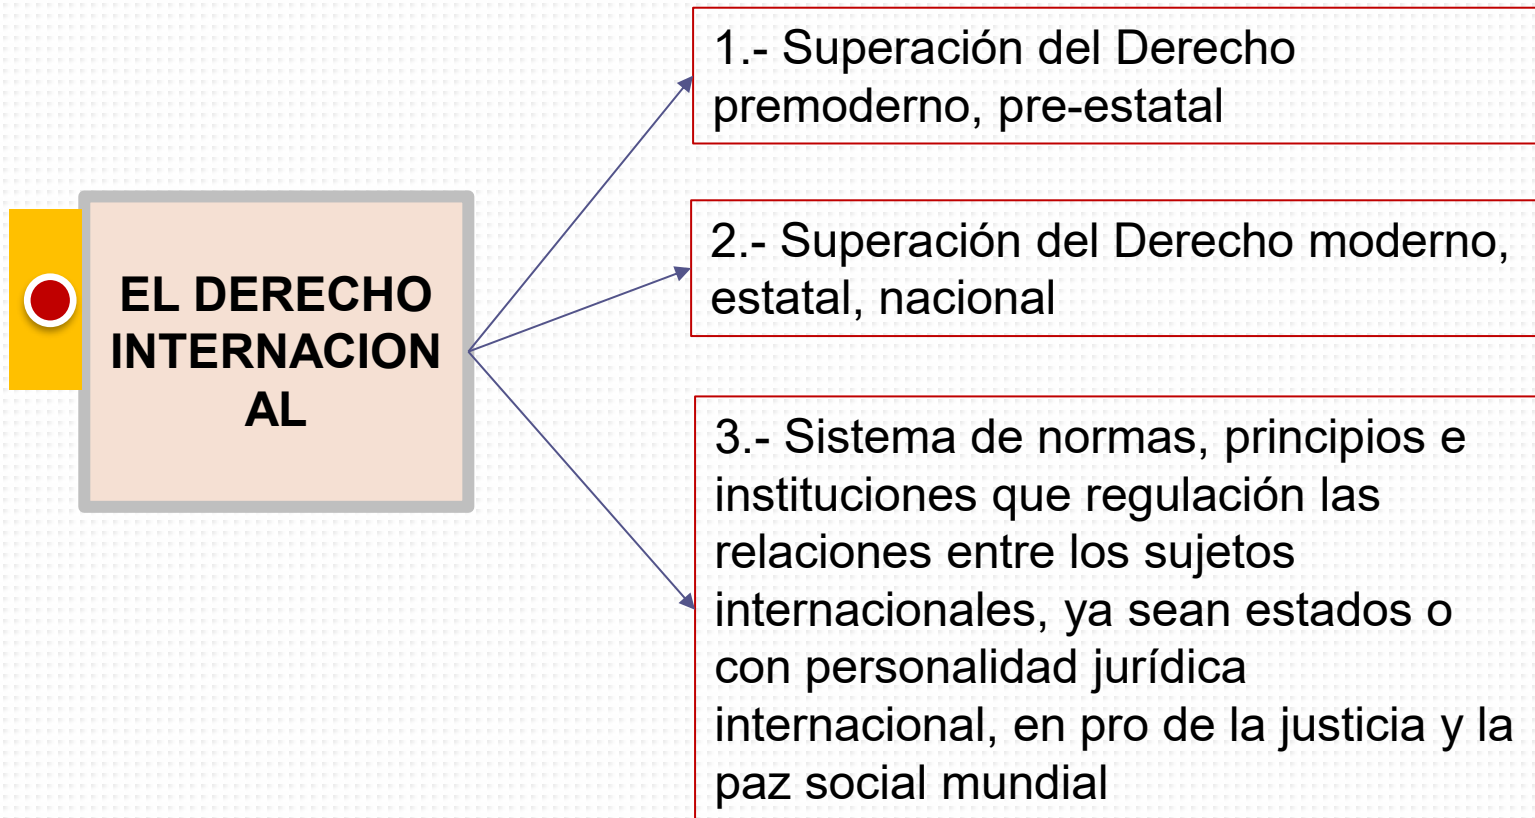 EL DERECHO
INTERNACION
AL
1.- Superación del Derecho
premoderno, pre-estatal
2.- Superación del Derecho moderno,
estatal, nacional
3.- Sistema de normas, principios e
instituciones que regulación las
relaciones entre los sujetos
internacionales, ya sean estados o
con personalidad jurídica
internacional, en pro de la justicia y la
paz social mundial